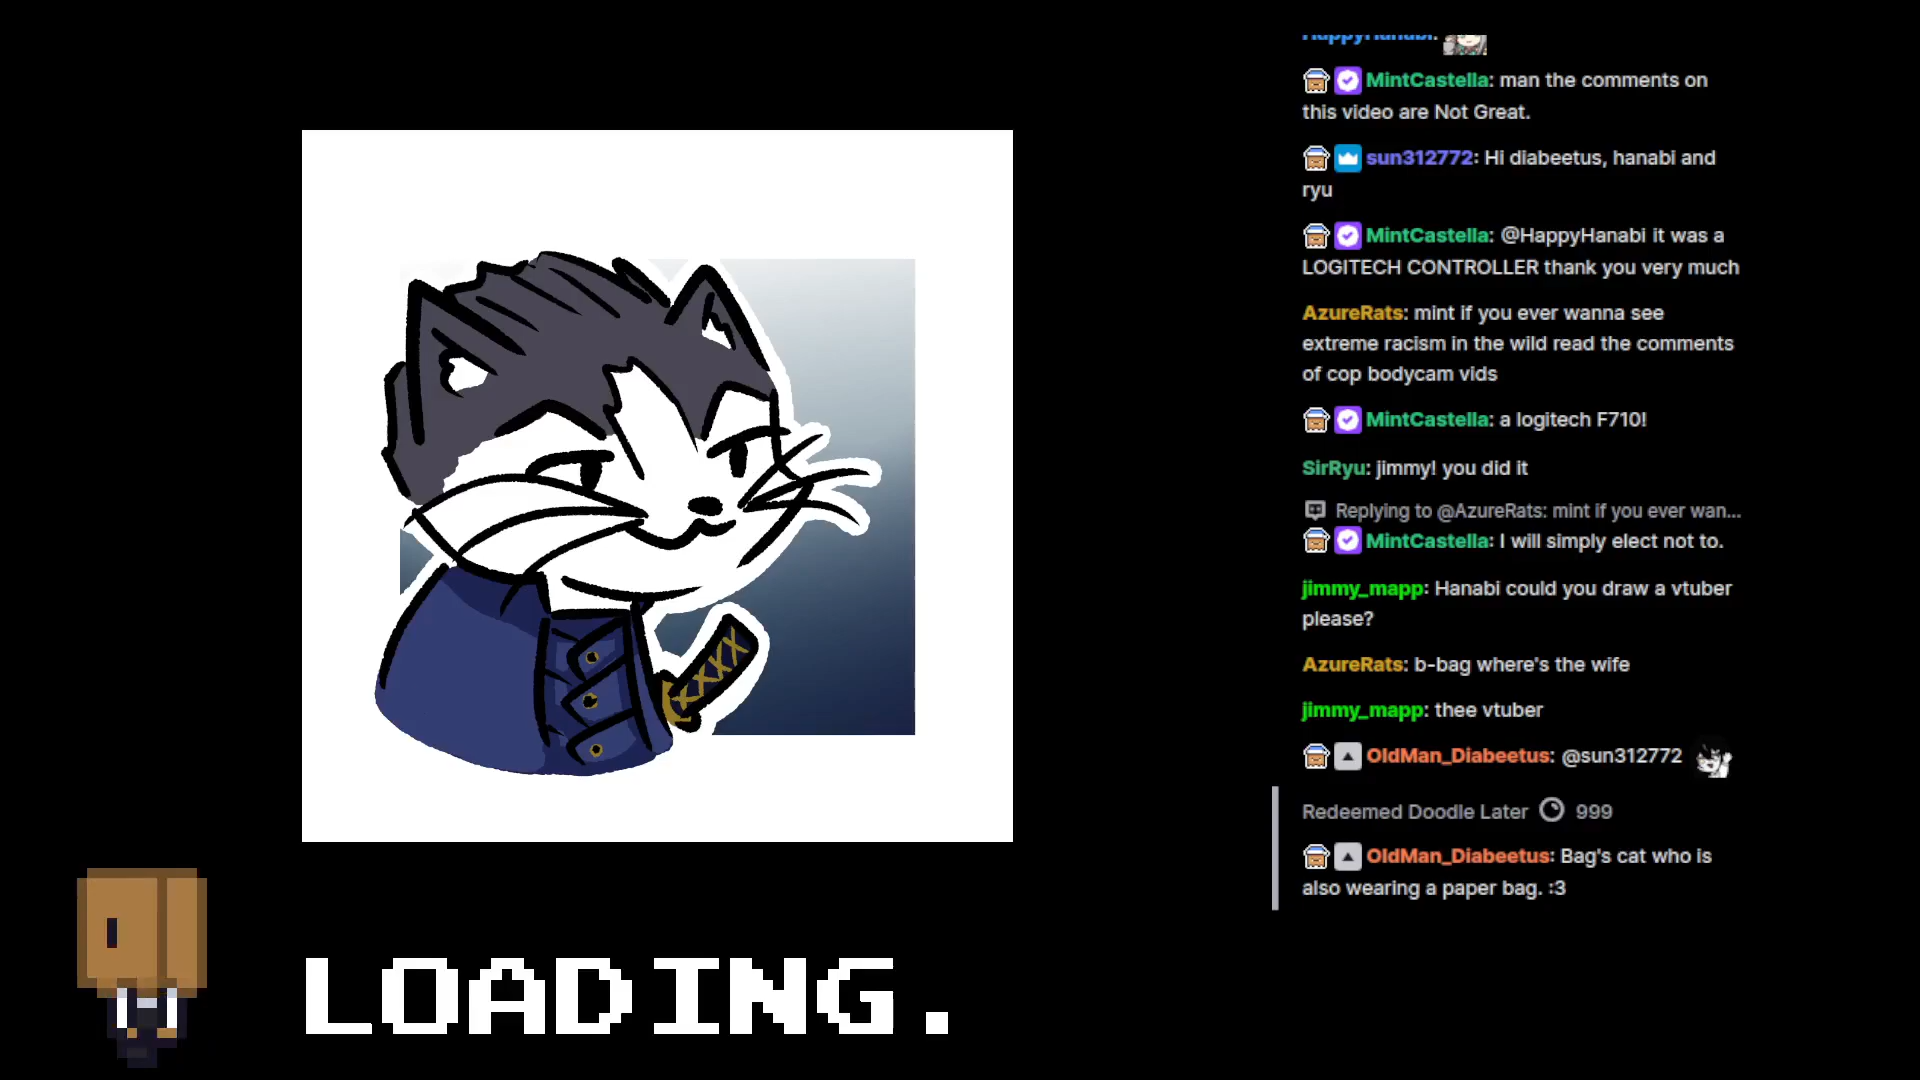 HappyHanabi:
MintCastella: man the comments on
this video are Not Great.
sun312772: Hi diabeetus, hanabi and
ryu
MintCastella: @HappyHanabi it was a
LOGITECH CONTROLLER thank you very much
AzureRats: mint if you ever wanna see
extreme racism in the wild read the comments
of cop bodycam vids
MintCastella: a logitech F710!
SirRyu: jimmy! you did it
Replying to @AzureRats: mint if you ever wan...
MintCastella: I will simply elect not to.
jimmy_mapp: Hanabi could you draw a vtuber
please?
AzureRats: b-bag where's the wife
jimmy_mapp: thee vtuber
OldMan_Diabeetus: @sun312772
Redeemed Doodle Later 999
OldMan_Diabeetus: Bag's cat who is
also wearing a paper bag. :3
LOADING.